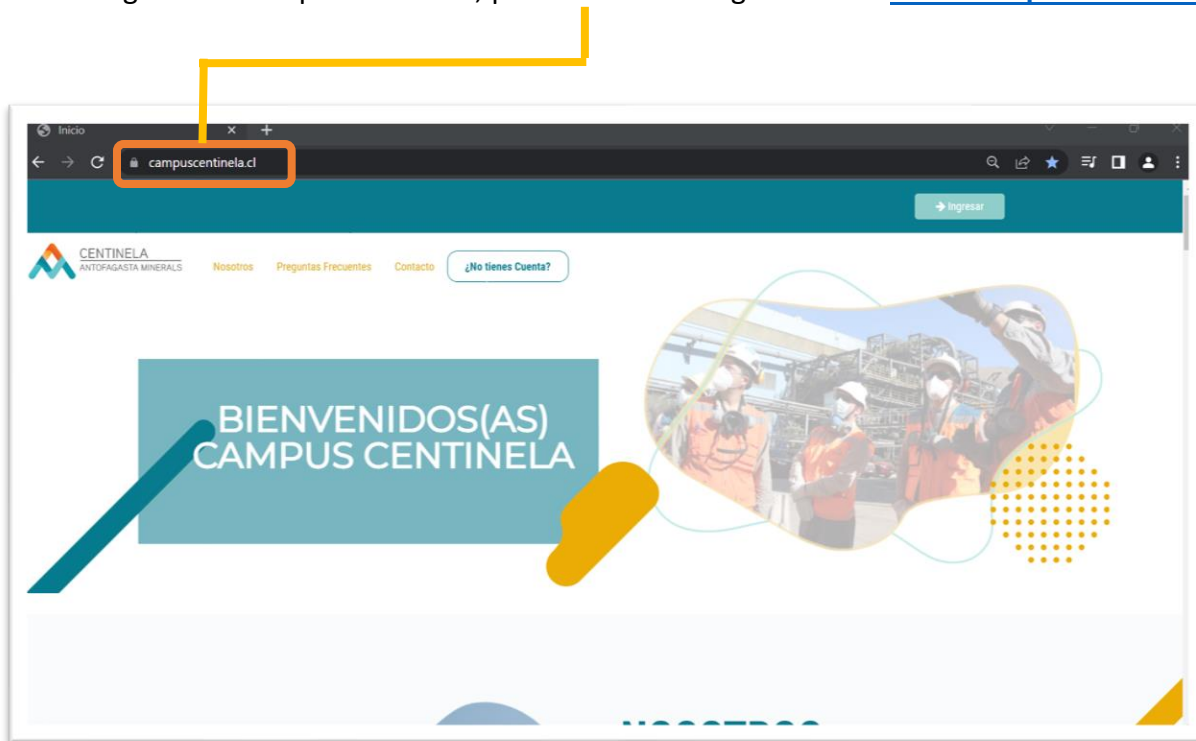 Inicio
campuscentinela.cl
Ingresar
CENTINELA
ANTOFAGASTA MINERALS
Nosotros Preguntas Frecuentes Contacto ¿No tienes Cuenta?
BIENVENIDOS(AS)
CAMPUS CENTINELA